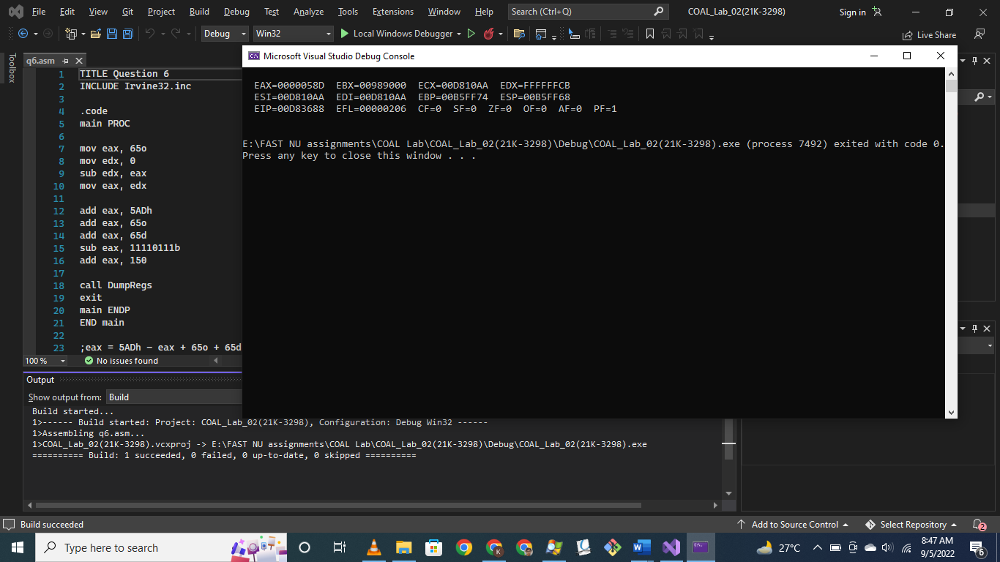 File Edit View Git Project Build Debug Test Analyze Tools Extensions Window Help Search (Ctrl+Q) COAL_Lab_02(21K-3298) Sign in
Debug Win32 Local Windows Debugger Live Share
Toolbox
q6.asm
1 TITLE Question 6
2 INCLUDE Irvine32.inc
3
4 .code
5 main PROC
6
7 mov eax, 65o
8 mov edx, 0
9 sub edx, eax
10 mov eax, edx
11
12 add eax, 5ADh
13 add eax, 65o
14 add eax, 65d
15 sub eax, 11110111b
16 add eax, 150
17
18 call DumpRegs
19 exit
20 main ENDP
21 END main
22
23 ;eax = 5ADh - eax + 65o + 65d
100 % No issues found
Microsoft Visual Studio Debug Console
EAX=0000058D EBX=00989000 ECX=00D810AA EDX=FFFFFFCB
ESI=00D810AA EDI=00D810AA EBP=00B5FF74 ESP=00B5FF68
EIP=00D83688 EFL=00000206 CF=0 SF=0 ZF=0 OF=0 AF=0 PF=1
E:\FAST NU assignments\COAL Lab\COAL_Lab_02(21K-3298)\Debug\COAL_Lab_02(21K-3298).exe (process 7492) exited with code 0.
Press any key to close this window . . .
Output
Show output from: Build
Build started...
1>------ Build started: Project: COAL_Lab_02(21K-3298), Configuration: Debug Win32 ------
1>Assembling q6.asm...
1>COAL_Lab_02(21K-3298).vcxproj -> E:\FAST NU assignments\COAL Lab\COAL_Lab_02(21K-3298)\Debug\COAL_Lab_02(21K-3298).exe
========== Build: 1 succeeded, 0 failed, 0 up-to-date, 0 skipped ==========
Build succeeded Add to Source Control Select Repository 2
Type here to search 27°C 8:47 AM
9/5/2022 6